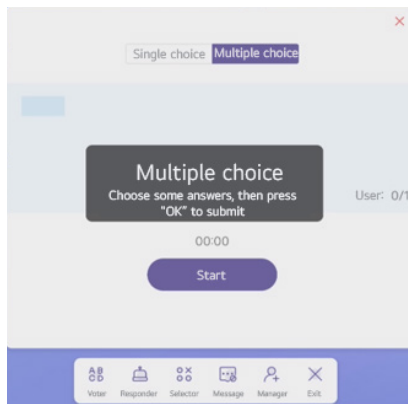 Single choice Multiple choice
Multiple choice
Choose some answers, then press
"OK" to submit
User: 0/1
00:00
Start
Voter Responder Selector Message Manager Exit